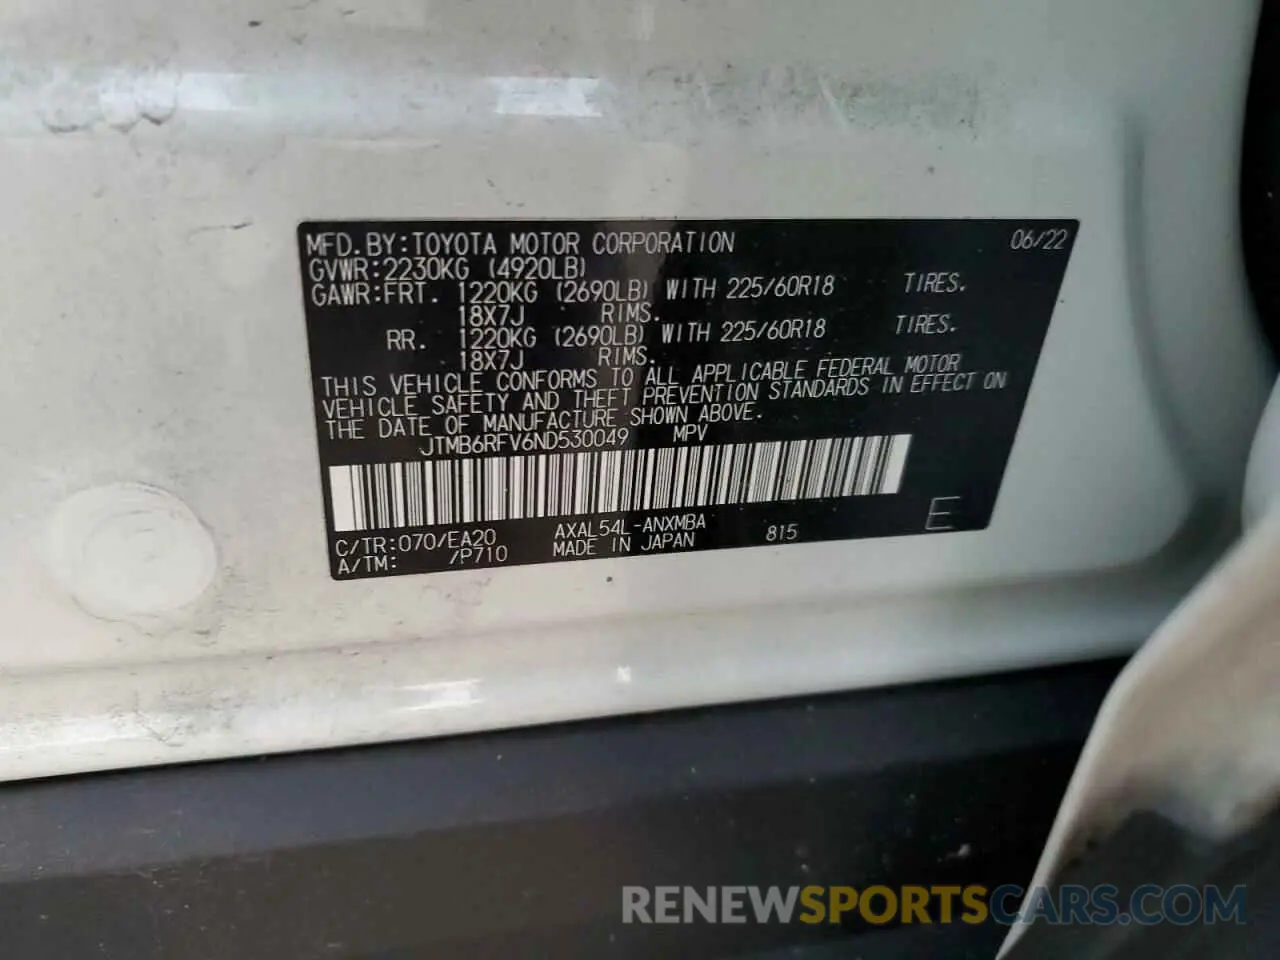 MFD.BY:TOYOTA MOTOR CORPORATION 06/22
GVWR:2230KG (4920LB)
GAWR:FRT. 1220KG (2690LB) WITH 225/60R18 TIRES.
18X7J RIMS.
RR. 1220KG (2690LB) WITH 225/60R18 TIRES.
18X7J RIMS.
THIS VEHICLE CONFORMS TO ALL APPLICABLE FEDERAL MOTOR
VEHICLE SAFETY AND THEFT PREVENTION STANDARDS IN EFFECT ON
THE DATE OF MANUFACTURE SHOWN ABOVE.
JTMB6RFV6ND530049 MPV
C/TR:070/EA20 AXAL54L-ANXMBA 815 E
A/TM: /P710 MADE IN JAPAN
RENEWSPORTSCARS.COM